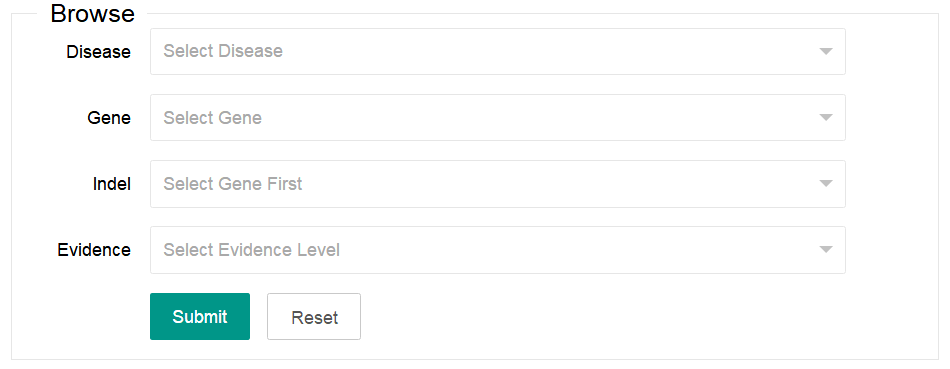 Browse
Disease Select Disease
Gene Select Gene
Indel Select Gene First
Evidence Select Evidence Level
Submit Reset